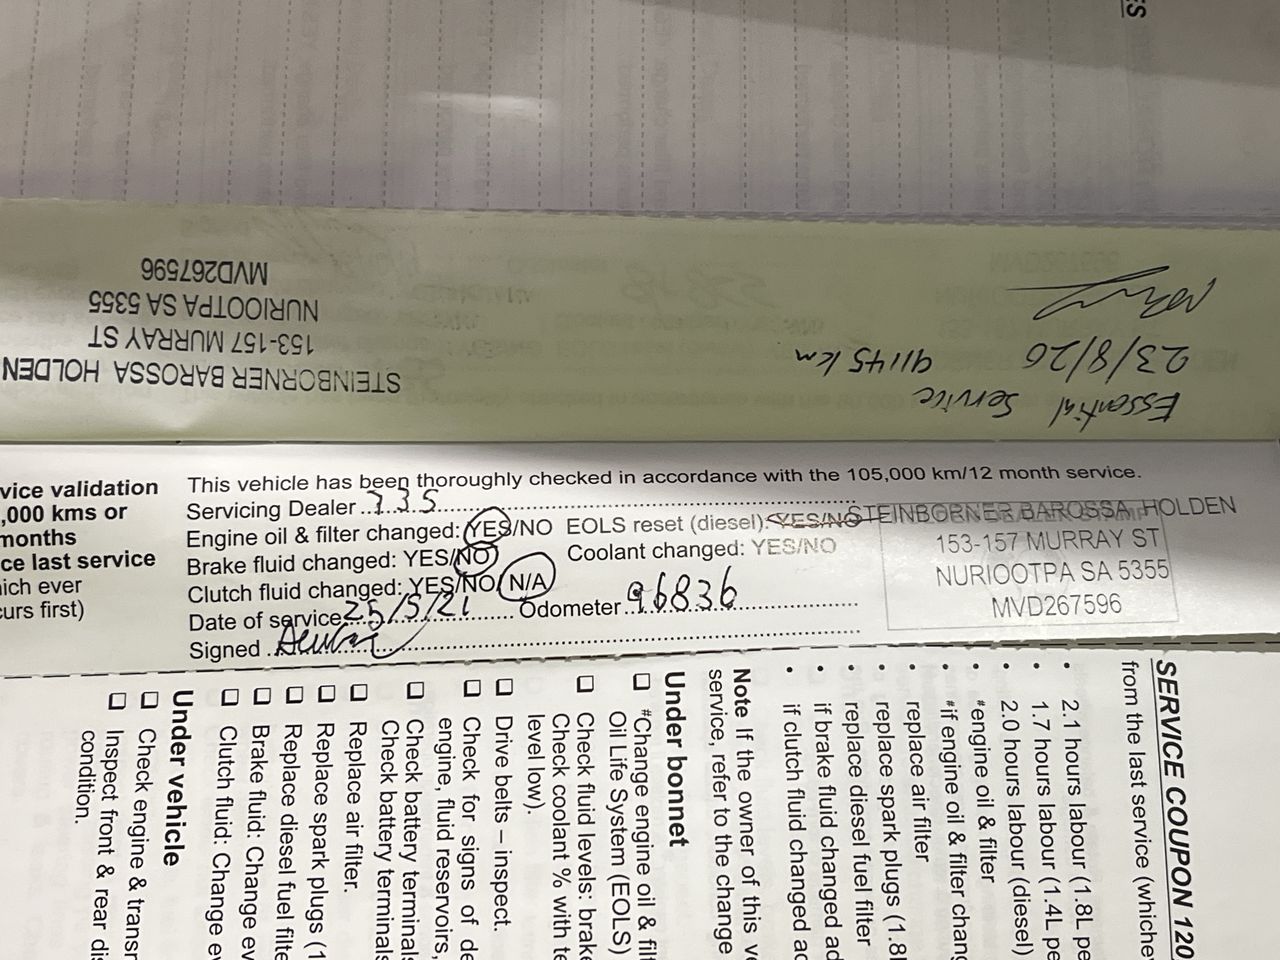 ES
Essential Service
23/8/20 91145 km
STEINBORNER BAROSSA HOLDEN
153-157 MURRAY ST
NURIOOTPA SA 5355
MVD267596
vice validation
,000 kms or
months
ce last service
ich ever
curs first)
This vehicle has been thoroughly checked in accordance with the 105,000 km/12 month service.
Servicing Dealer 735
Engine oil & filter changed: YES/NO EOLS reset (diesel): YES/NO
Brake fluid changed: YES/NO Coolant changed: YES/NO
Clutch fluid changed: YES/NO N/A
Date of service 25/5/21 Odometer 96836
Signed
STEINBORNER BAROSSA HOLDEN
153-157 MURRAY ST
NURIOOTPA SA 5355
MVD267596
SERVICE COUPON 120
from the last service (whichev
• 2.1 hours labour (1.8L pe
• 1.7 hours labour (1.4L pe
• 2.0 hours labour (diesel)
• #engine oil & filter
• #if engine oil & filter chang
• replace air filter
• replace spark plugs (1.8l
• replace diesel fuel filter
• if brake fluid changed ad
• if clutch fluid changed ad
Note If the owner of this ve
service, refer to the change
Under bonnet
☐ #Change engine oil & filt
Oil Life System (EOLS)
☐ Check fluid levels: brake
Check coolant % with te
level low).
☐ Drive belts – inspect.
☐ Check for signs of de
engine, fluid reservoirs,
☐ Check battery terminals
Check battery terminals
☐ Replace air filter.
☐ Replace spark plugs (1
☐ Replace diesel fuel filte
☐ Brake fluid: Change ev
☐ Clutch fluid: Change ev
Under vehicle
☐ Check engine & transm
☐ Inspect front & rear dis
condition.